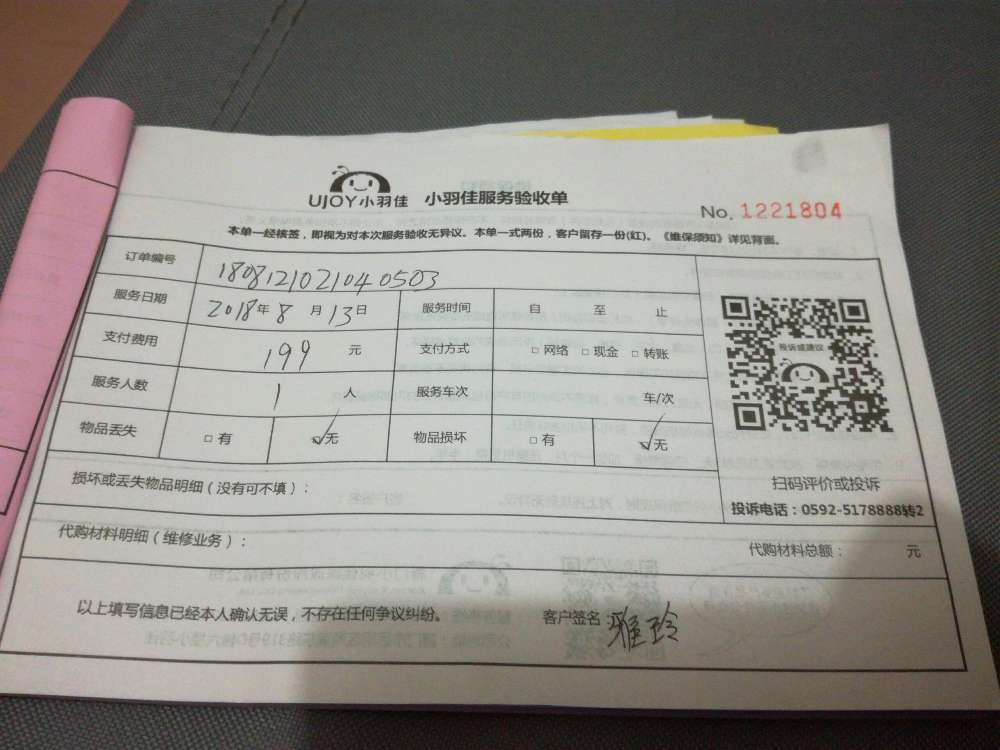 UJOY小羽佳 小羽佳服务验收单
No. 1221804
本单一经核签，即视为对本次服务验收无异议。本单一式两份，客户留存一份(红)。《维保须知》详见背面。
订单编号 180812102104 0503
服务日期 2018年 8 月 13日 服务时间 自 至 止
支付费用 199 元 支付方式 □ 网络 □ 现金 □ 转账
服务人数 1 人 服务车次 车/次
物品丢失 □ 有 ☑无 物品损坏 □ 有 ☑无
投诉或建议
扫码评价或投诉
投诉电话：0592-5178888转2
损坏或丢失物品明细（没有可不填）：
代购材料明细（维修业务）： 代购材料总额： 元
以上填写信息已经本人确认无误，不存在任何争议纠纷。 客户签名 雅玲